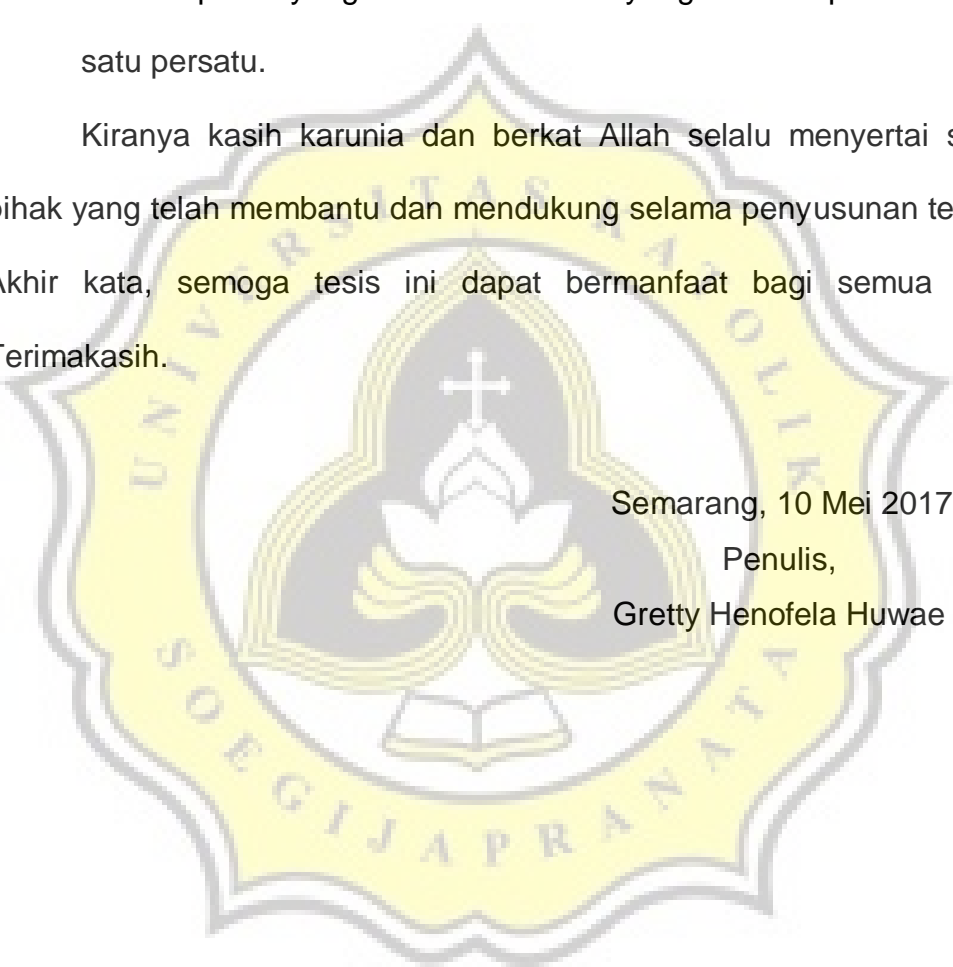 satu persatu.
Kiranya kasih karunia dan berkat Allah selalu menyertai
pihak yang telah membantu dan mendukung selama penyusunan
Akhir kata, semoga tesis ini dapat bermanfaat bagi semua
Terimakasih.
Semarang, 10 Mei 2017
Penulis,
Gretty Henofela Huwae
UNIVERSITAS KATOLIK
SOEGIJAPRANATA